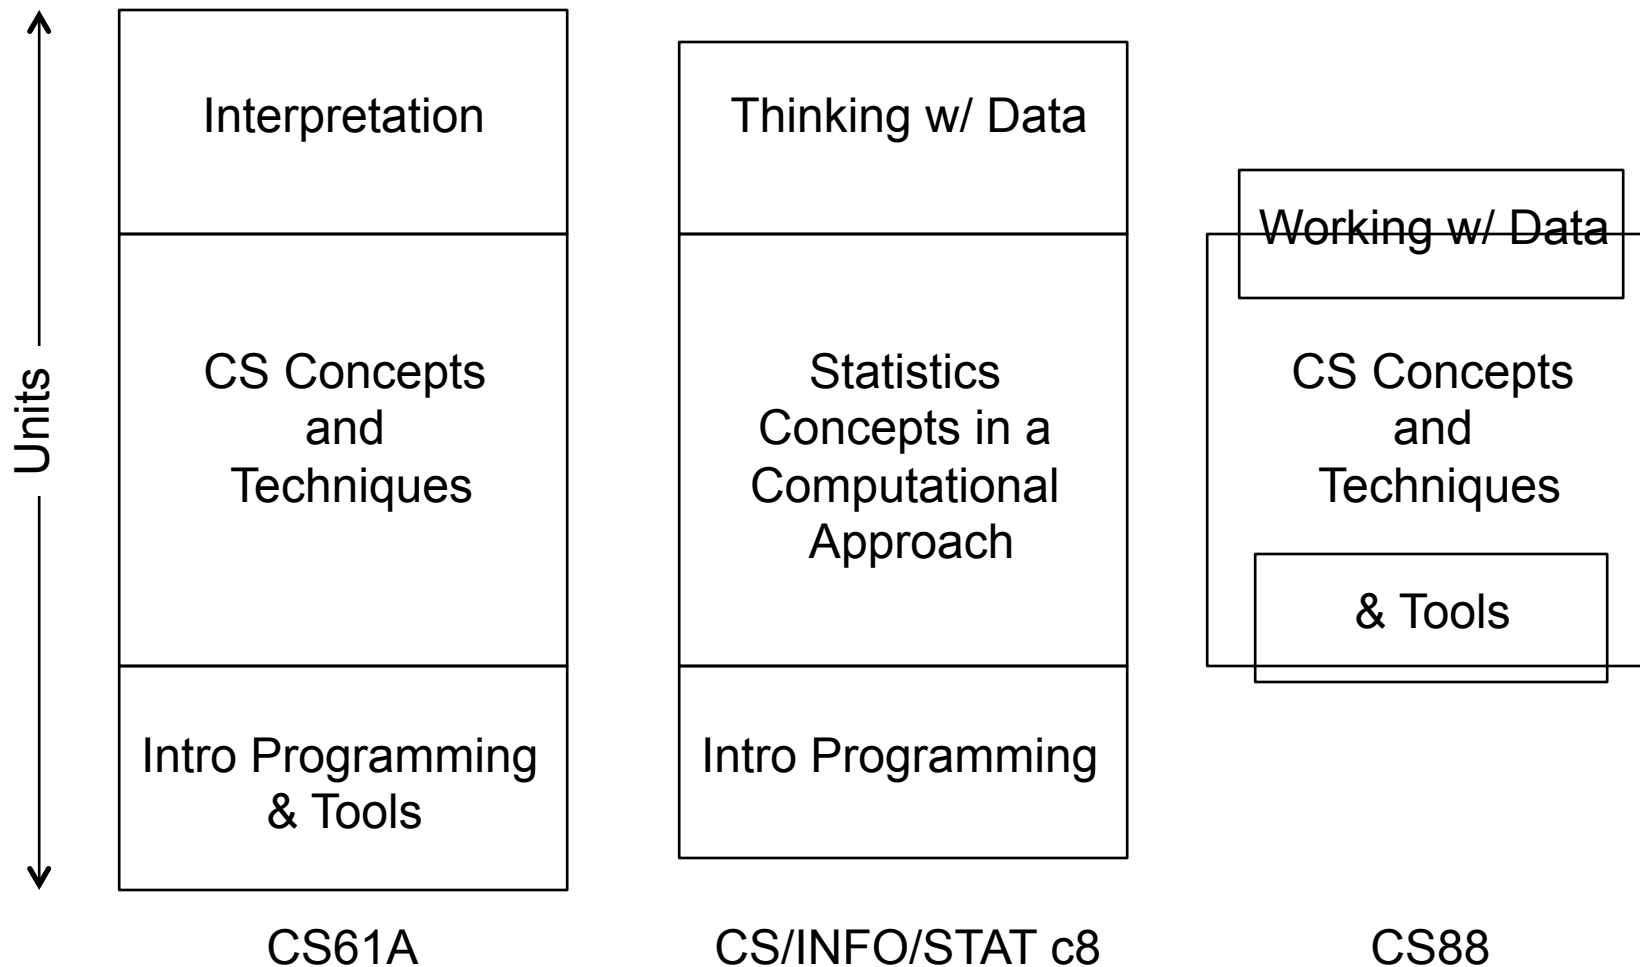 Units
Interpretation
CS Concepts
and
Techniques
Intro Programming
& Tools
CS61A
Thinking w/ Data
Statistics
Concepts in a
Computational
Approach
Intro Programming
CS/INFO/STAT c8
Working w/ Data
CS Concepts
and
Techniques
& Tools
CS88